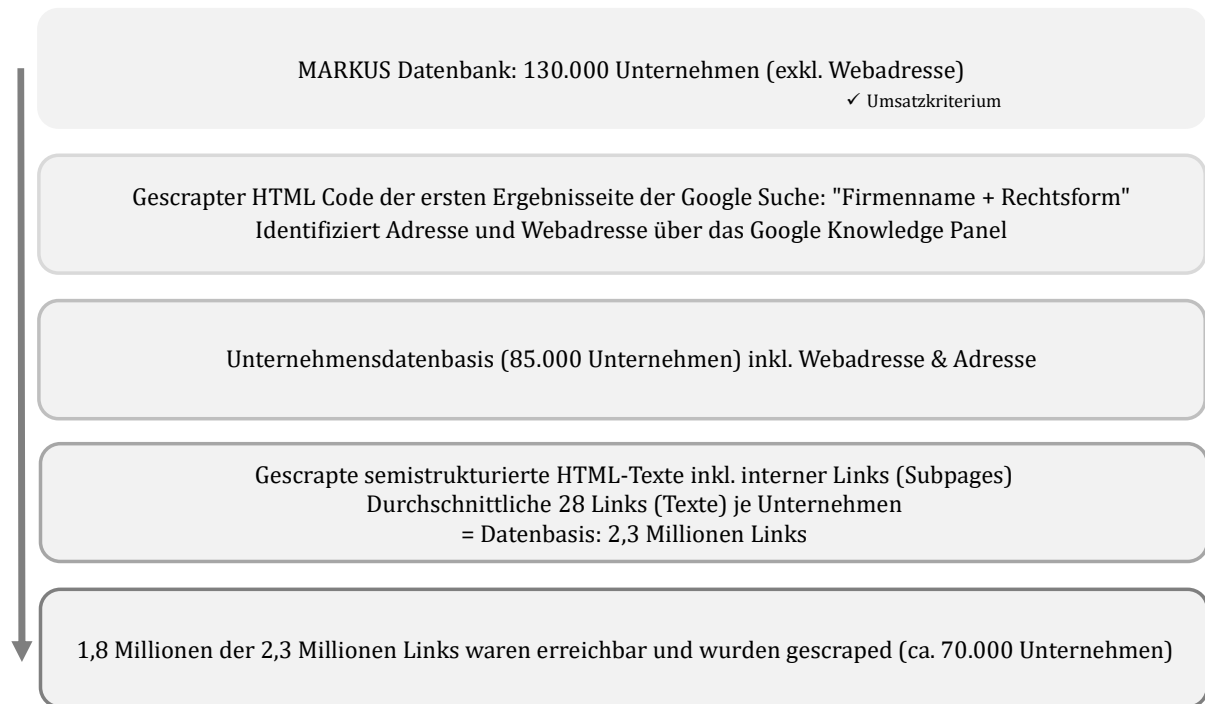 MARKUS Datenbank: 130.000 Unternehmen (exkl. Webadresse)
✓ Umsatzkriterium
Gescrapter HTML Code der ersten Ergebnisseite der Google Suche: "Firmenname + Rechtsform"
Identifiziert Adresse und Webadresse über das Google Knowledge Panel
Unternehmensdatenbasis (85.000 Unternehmen) inkl. Webadresse & Adresse
Gescrapte semistrukturierte HTML-Texte inkl. interner Links (Subpages)
Durchschnittliche 28 Links (Texte) je Unternehmen
= Datenbasis: 2,3 Millionen Links
1,8 Millionen der 2,3 Millionen Links waren erreichbar und wurden gescraped (ca. 70.000 Unternehmen)